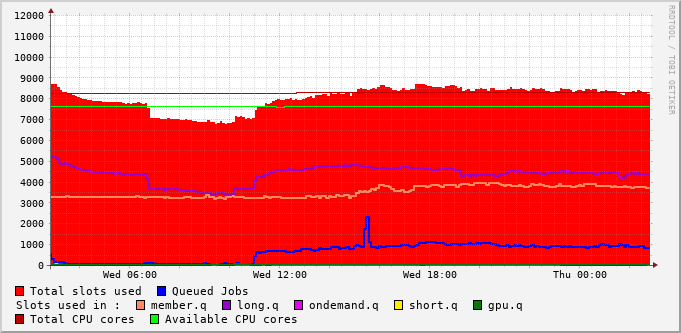 12000
11000
10000
9000
8000
7000
6000
5000
4000
3000
2000
1000
0
Wed 06:00 Wed 12:00 Wed 18:00 Thu 00:00
Total slots used Queued Jobs
Slots used in : member.q long.q ondemand.q short.q gpu.q
Total CPU cores Available CPU cores
RRDTOOL / TOBI OETIKER